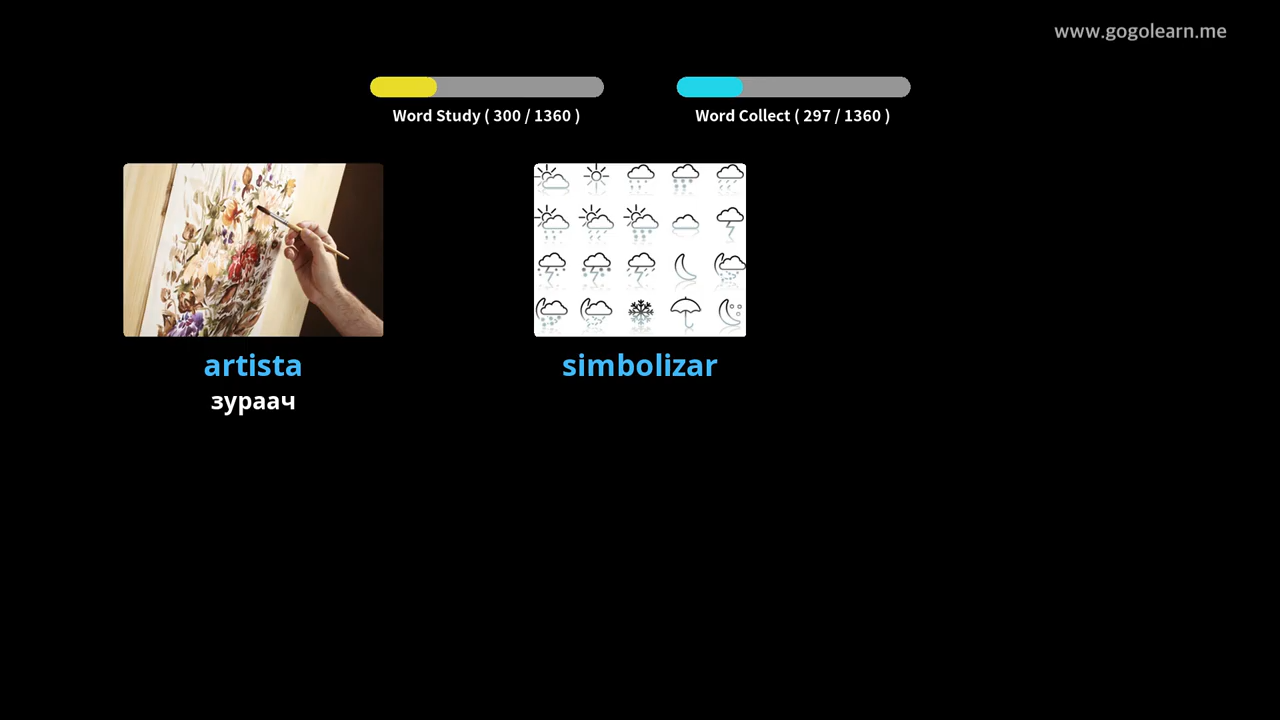 www.gogolearn.me
Word Study ( 300 / 1360 )
Word Collect ( 297 / 1360 )
artista
зураач
simbolizar